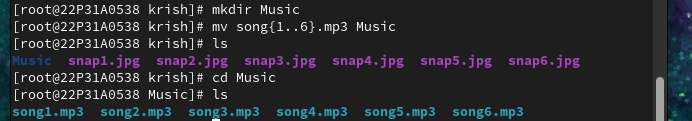 [root@22P31A0538 krish]# mkdir Music
[root@22P31A0538 krish]# mv song{1..6}.mp3 Music
[root@22P31A0538 krish]# ls
Music  snap1.jpg  snap2.jpg  snap3.jpg  snap4.jpg  snap5.jpg  snap6.jpg
[root@22P31A0538 krish]# cd Music
[root@22P31A0538 Music]# ls
song1.mp3  song2.mp3  song3.mp3  song4.mp3  song5.mp3  song6.mp3